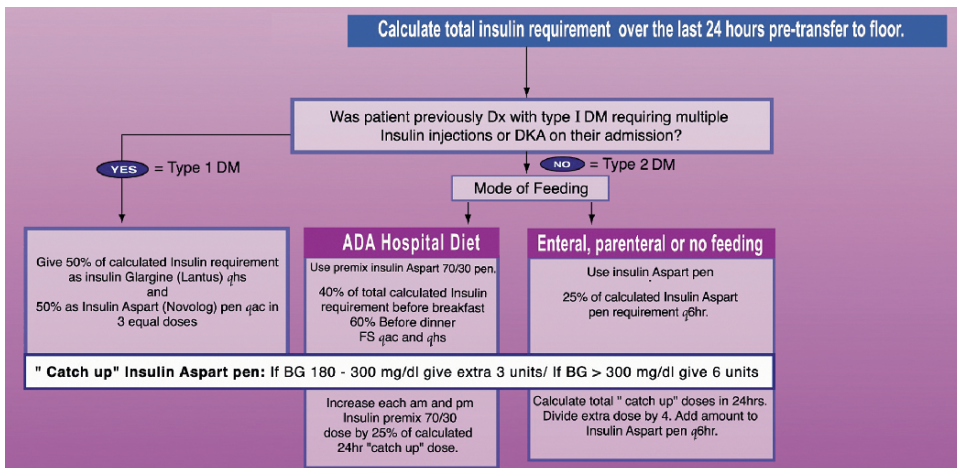 Calculate total insulin requirement over the last 24 hours pre-transfer to floor.
Was patient previously Dx with type I DM requiring multiple
Insulin injections or DKA on their admission?
YES = Type 1 DM
NO = Type 2 DM
Mode of Feeding
Give 50% of calculated Insulin requirement
as insulin Glargine (Lantus) qhs
and
50% as Insulin Aspart (Novolog) pen qac in
3 equal doses
ADA Hospital Diet
Use premix insulin Aspart 70/30 pen.
40% of total calculated Insulin
requirement before breakfast
60% Before dinner
FS qac and qhs
Enteral, parenteral or no feeding
Use insulin Aspart pen
.
25% of calculated Insulin Aspart
pen requirement q6hr.
" Catch up" Insulin Aspart pen: If BG 180 - 300 mg/dl give extra 3 units/ If BG > 300 mg/dl give 6 units
Increase each am and pm
Insulin premix 70/30
dose by 25% of calculated
24hr "catch up" dose.
Calculate total " catch up" doses in 24hrs.
Divide extra dose by 4. Add amount to
Insulin Aspart pen q6hr.